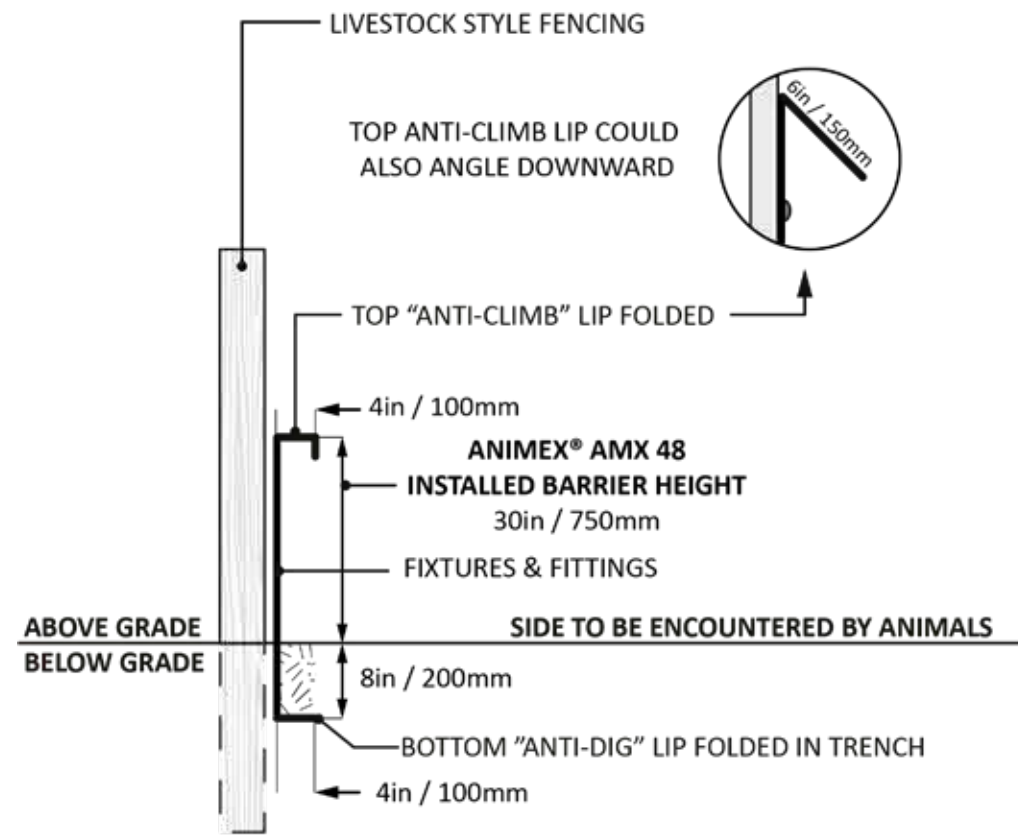 LIVESTOCK STYLE FENCING
6in / 150mm
TOP ANTI-CLIMB LIP COULD
ALSO ANGLE DOWNWARD
TOP “ANTI-CLIMB” LIP FOLDED
4in / 100mm
ANIMEX® AMX 48
INSTALLED BARRIER HEIGHT
30in / 750mm
FIXTURES & FITTINGS
ABOVE GRADE
SIDE TO BE ENCOUNTERED BY ANIMALS
BELOW GRADE
8in / 200mm
BOTTOM ”ANTI-DIG” LIP FOLDED IN TRENCH
4in / 100mm